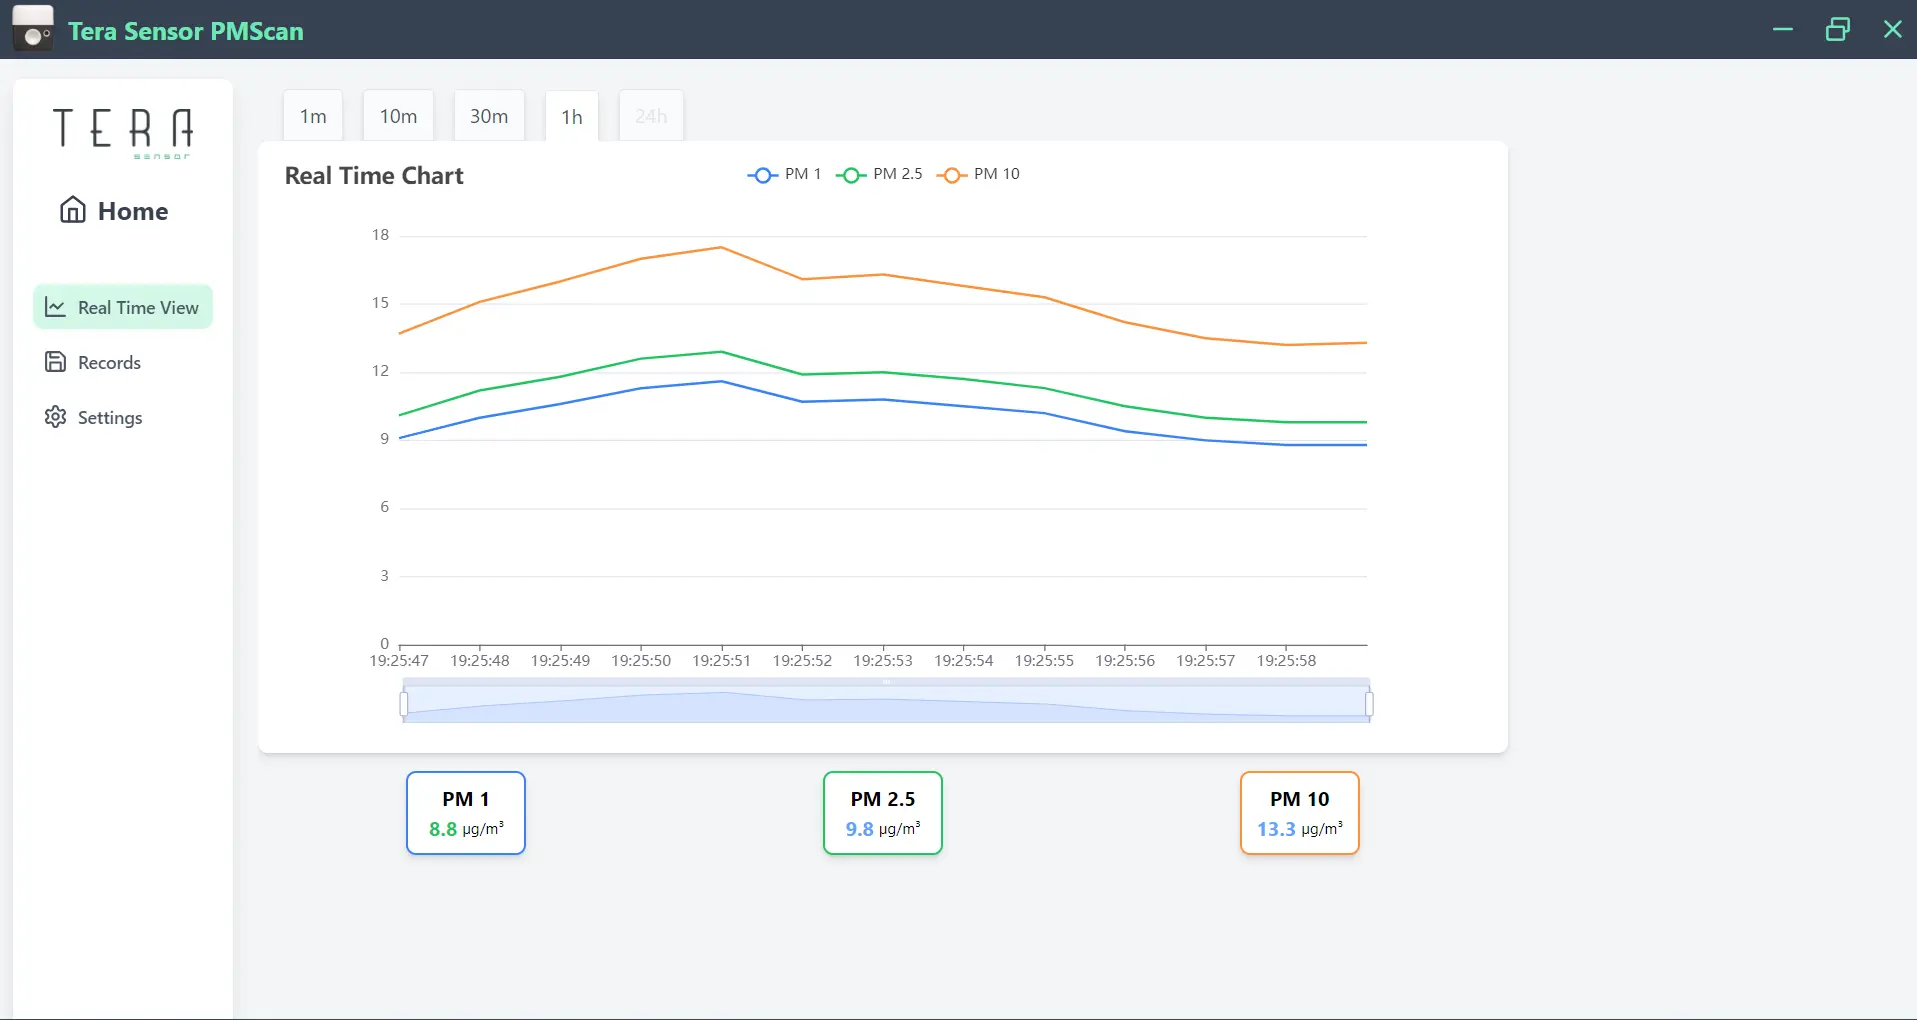 Tera Sensor PMScan
TERA
sensor
Home
Real Time View
Records
Settings
1m 10m 30m 1h 24h
Real Time Chart
PM 1 PM 2.5 PM 10
18
15
12
9
6
3
0
19:25:47 19:25:48 19:25:49 19:25:50 19:25:51 19:25:52 19:25:53 19:25:54 19:25:55 19:25:56 19:25:57 19:25:58
PM 1
8.8 µg/m³
PM 2.5
9.8 µg/m³
PM 10
13.3 µg/m³